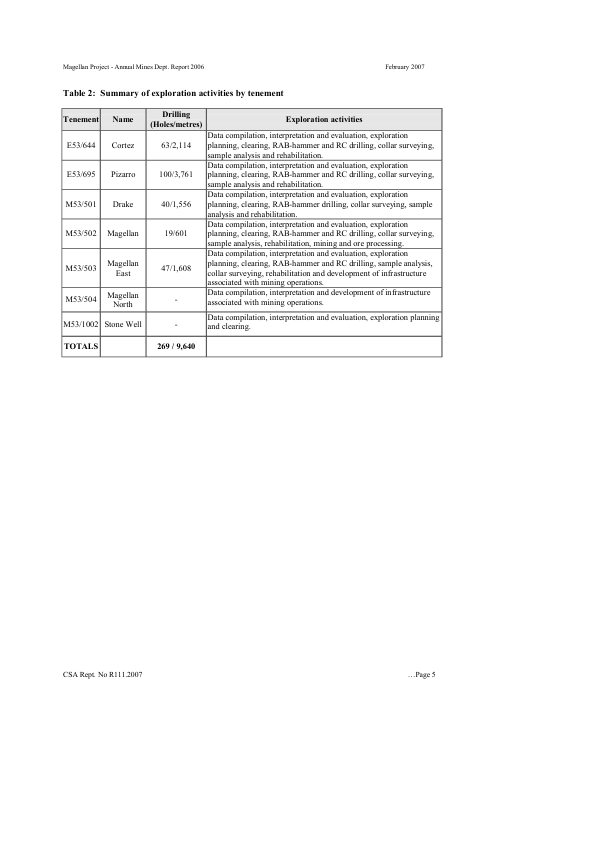 Magellan Project - Annual Mines Dept. Report 2006 February 2007
Table 2: Summary of exploration activities by tenement
Tenement Name Drilling (Holes/metres) Exploration activities
E53/644 Cortez 63/2,114 Data compilation, interpretation and evaluation, exploration
planning, clearing, RAB-hammer and RC drilling, collar surveying,
sample analysis and rehabilitation.
E53/695 Pizarro 100/3,761 Data compilation, interpretation and evaluation, exploration
planning, clearing, RAB-hammer and RC drilling, collar surveying,
sample analysis and rehabilitation.
M53/501 Drake 40/1,556 Data compilation, interpretation and evaluation, exploration
planning, clearing, RAB-hammer drilling, collar surveying, sample
analysis and rehabilitation.
M53/502 Magellan 19/601 Data compilation, interpretation and evaluation, exploration
planning, clearing, RAB-hammer and RC drilling, collar surveying,
sample analysis, rehabilitation, mining and ore processing.
M53/503 Magellan East 47/1,608 Data compilation, interpretation and evaluation, exploration
planning, clearing, RAB-hammer and RC drilling, sample analysis,
collar surveying, rehabilitation and development of infrastructure
associated with mining operations.
M53/504 Magellan North - Data compilation, interpretation and development of infrastructure
associated with mining operations.
M53/1002 Stone Well - Data compilation, interpretation and evaluation, exploration planning
and clearing.
TOTALS 269 / 9,640
CSA Rept. No R111.2007 …Page 5